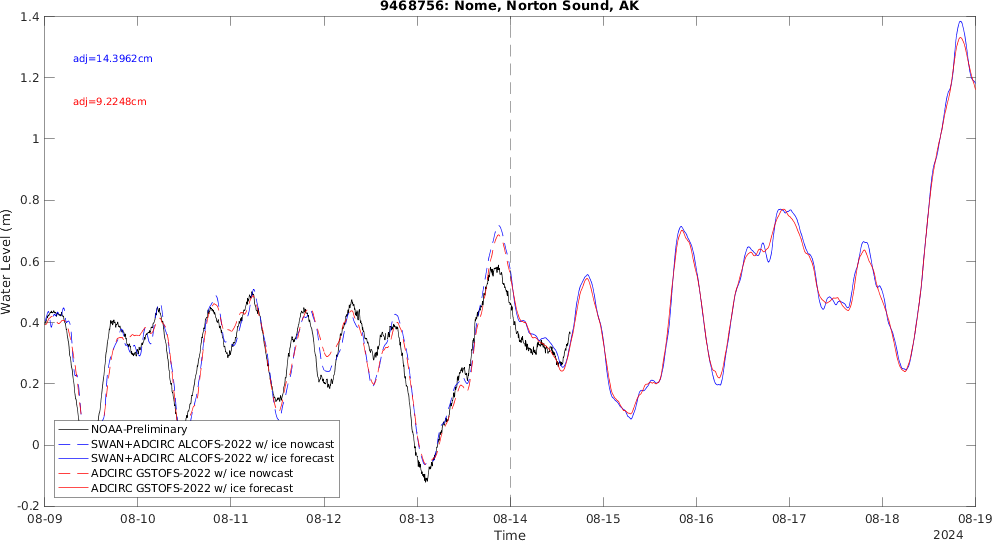 9468756: Nome, Norton Sound, AK
adj=14.3962cm
adj=9.2248cm
Water Level (m)
1.4
1.2
1
0.8
0.6
0.4
0.2
0
-0.2
NOAA-Preliminary
SWAN+ADCIRC ALCOFS-2022 w/ ice nowcast
SWAN+ADCIRC ALCOFS-2022 w/ ice forecast
ADCIRC GSTOFS-2022 w/ ice nowcast
ADCIRC GSTOFS-2022 w/ ice forecast
08-09 08-10 08-11 08-12 08-13 08-14 08-15 08-16 08-17 08-18 08-19
Time
2024